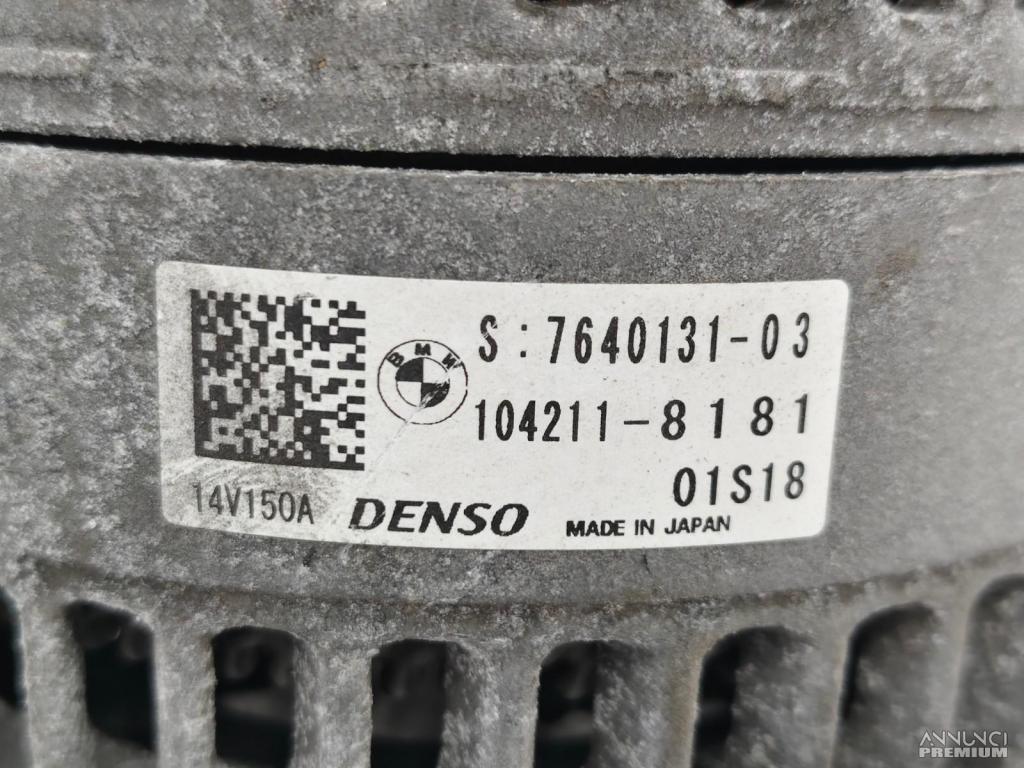 BMW
S:7640131-03
104211-8181
01S18
14V150A
DENSO
MADE IN JAPAN
ANNUNCI
PREMIUM